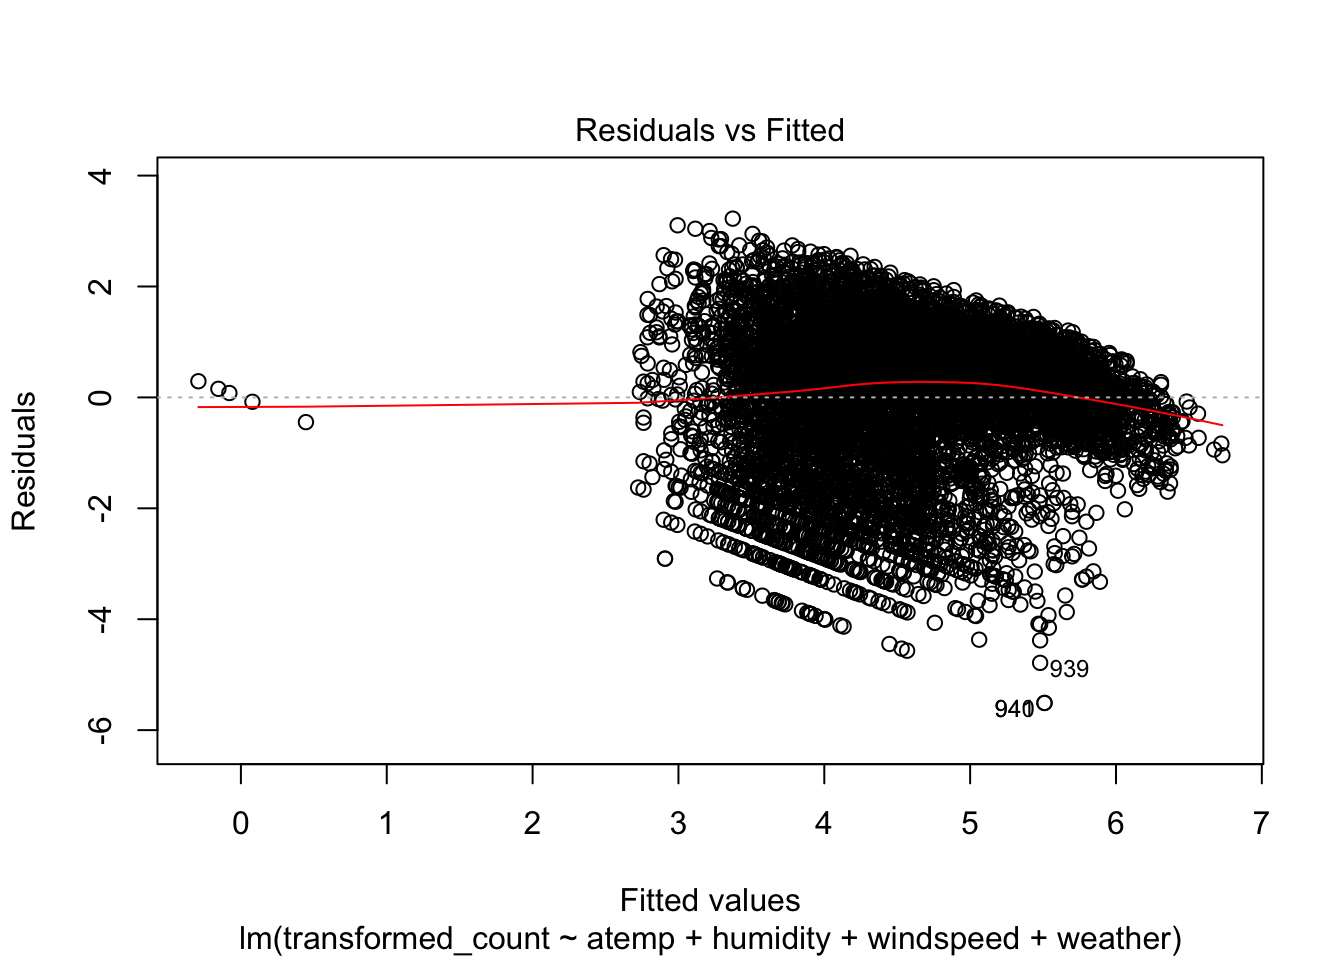 Residuals vs Fitted
Residuals
4
2
0
-2
-4
-6
939
940
0 1 2 3 4 5 6 7
Fitted values
lm(transformed_count ~ atemp + humidity + windspeed + weather)